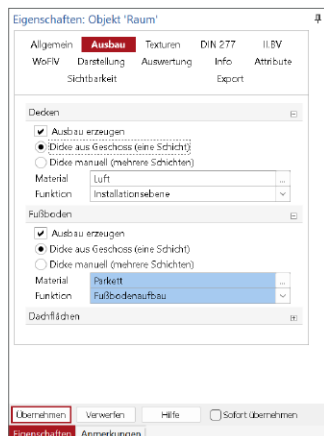 Eigenschaften: Objekt 'Raum'
Allgemein Ausbau Texturen DIN 277 II.BV
WoFlV Darstellung Auswertung Info Attribute
Sichtbarkeit Export
Decken
Ausbau erzeugen
Dicke aus Geschoss (eine Schicht)
Dicke manuell (mehrere Schichten)
Material Luft ...
Funktion Installationsebene
Fußboden
Ausbau erzeugen
Dicke aus Geschoss (eine Schicht)
Dicke manuell (mehrere Schichten)
Material Parkett ...
Funktion Fußbodenaufbau
Dachflächen
Übernehmen Verwerfen Hilfe Sofort übernehmen
Eigenschaften Anmerkungen